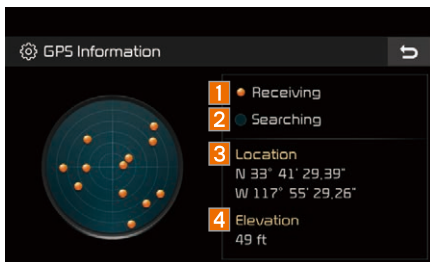 GPS Information
1 Receiving
2 Searching
3 Location
N 33° 41' 29.39"
W 117° 55' 29.26"
4 Elevation
49 ft